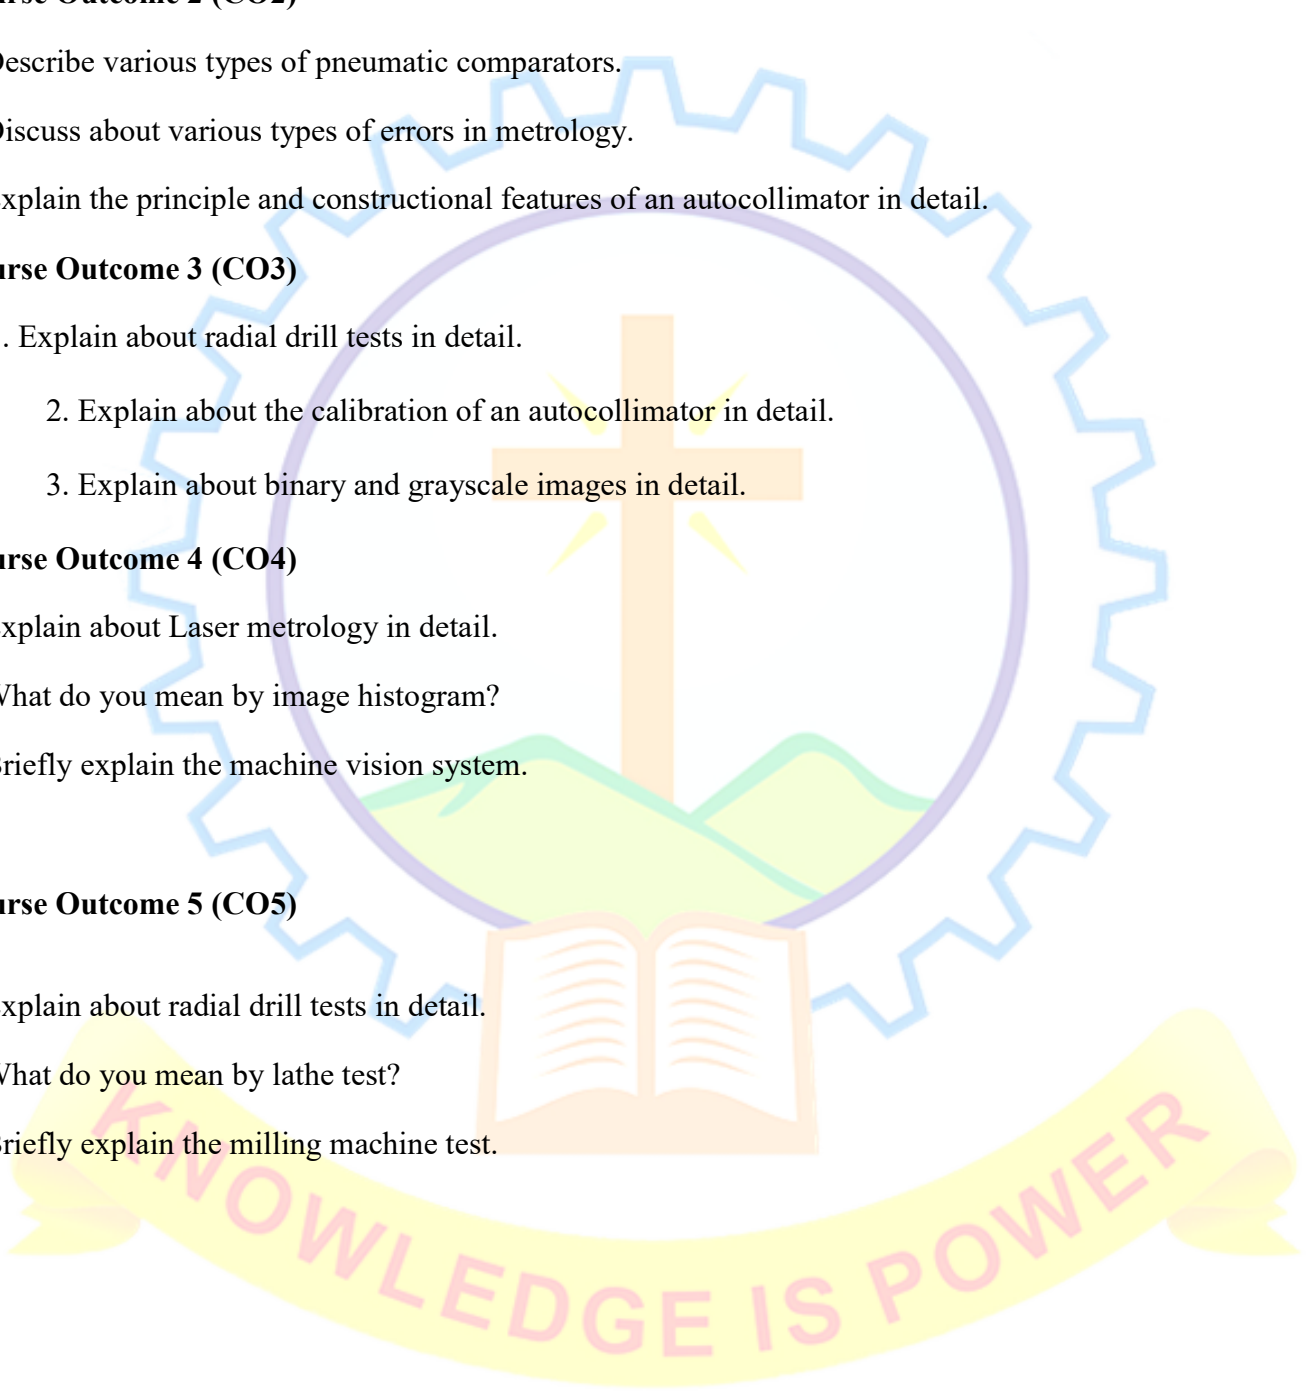 urse Outcome 2 (CO2)
Describe various types of pneumatic comparators.
Discuss about various types of errors in metrology.
xplain the principle and constructional features of an autocollimator in detail.
urse Outcome 3 (CO3)
. Explain about radial drill tests in detail.
2. Explain about the calibration of an autocollimator in detail.
3. Explain about binary and grayscale images in detail.
urse Outcome 4 (CO4)
xplain about Laser metrology in detail.
What do you mean by image histogram?
Briefly explain the machine vision system.
urse Outcome 5 (CO5)
xplain about radial drill tests in detail.
What do you mean by lathe test?
Briefly explain the milling machine test.
KNOWLEDGE IS POWER